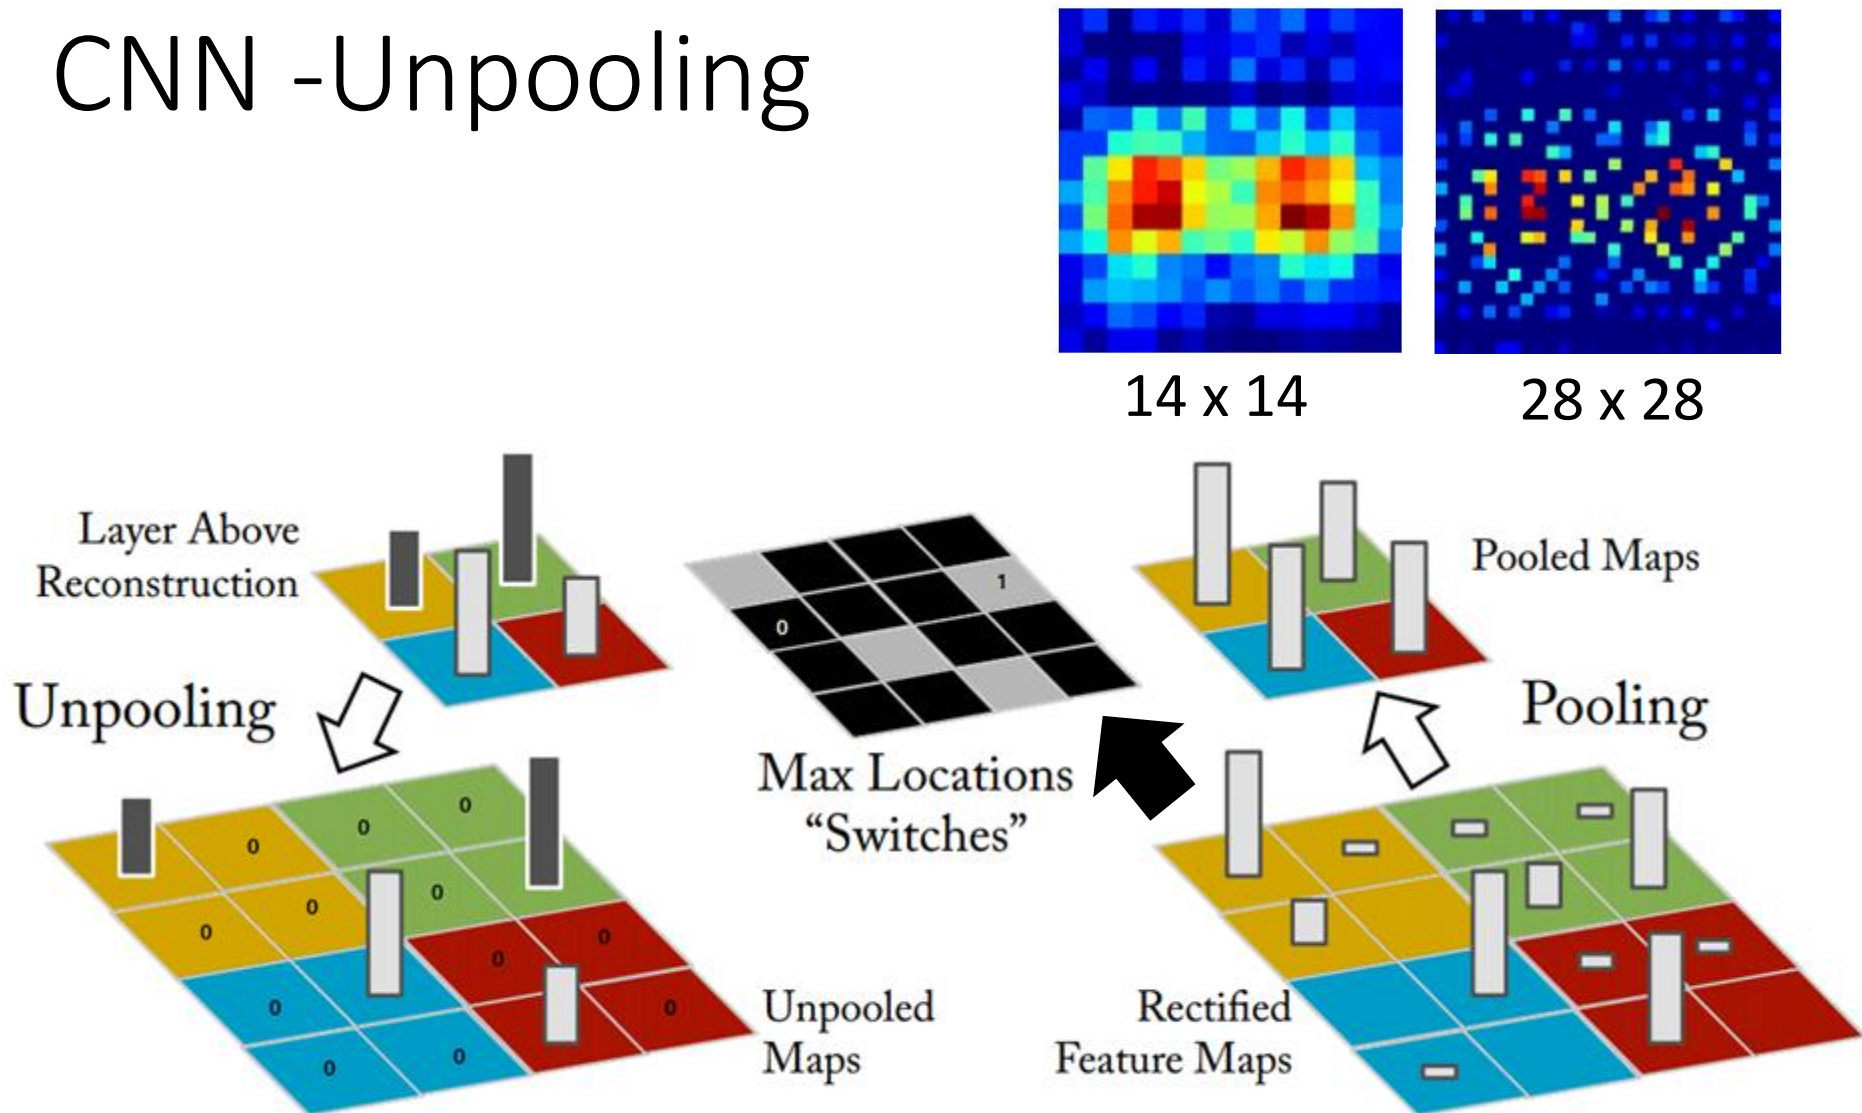 CNN -Unpooling
14 x 14
28 x 28
Layer Above
Reconstruction
1
0
Pooled Maps
Unpooling
Max Locations
“Switches”
Pooling
0
0
0
0
0
0
0
0
0
0
0
0
Unpooled
Maps
Rectified
Feature Maps